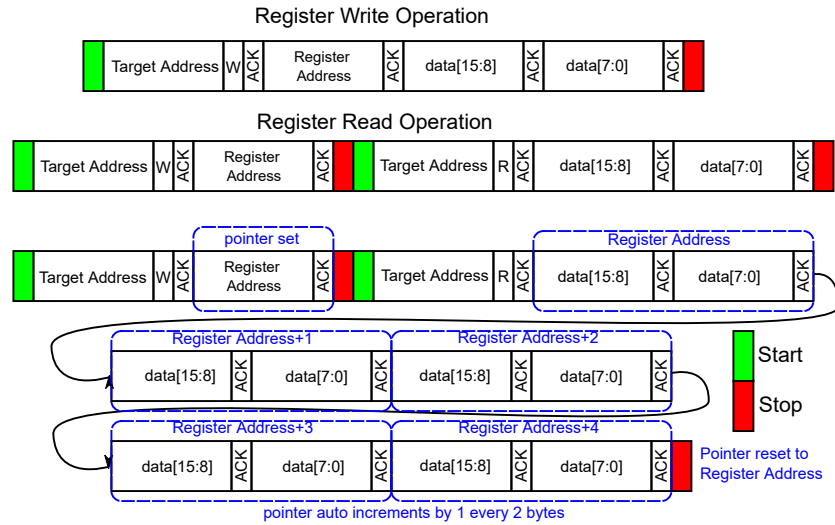 Register Write Operation
Target Address W ACK Register Address ACK data[15:8] ACK data[7:0] ACK
Register Read Operation
Target Address W ACK Register Address ACK Target Address R ACK data[15:8] ACK data[7:0] ACK
pointer set Register Address
Target Address W ACK Register Address ACK Target Address R ACK data[15:8] ACK data[7:0] ACK
Register Address+1 Register Address+2
data[15:8] ACK data[7:0] ACK data[15:8] ACK data[7:0] ACK
Start
Stop
Register Address+3 Register Address+4
data[15:8] ACK data[7:0] ACK data[15:8] ACK data[7:0] ACK
Pointer reset to
Register Address
pointer auto increments by 1 every 2 bytes